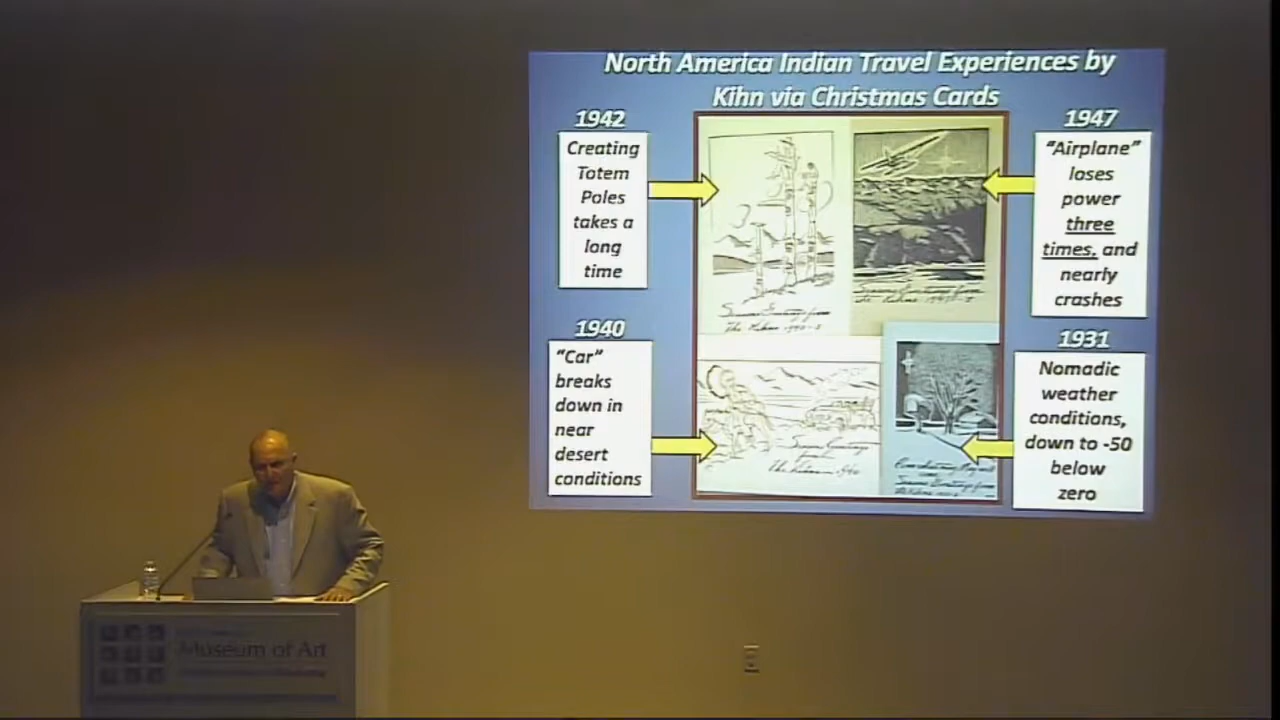 North America Indian Travel Experiences by
Kihn via Christmas Cards
1942
Creating
Totem
Poles
takes a
long
time
1947
"Airplane"
loses
power
three
times, and
nearly
crashes
1940
"Car"
breaks
down in
near
desert
conditions
1931
Nomadic
weather
conditions,
down to -50
below
zero
Museum of Art